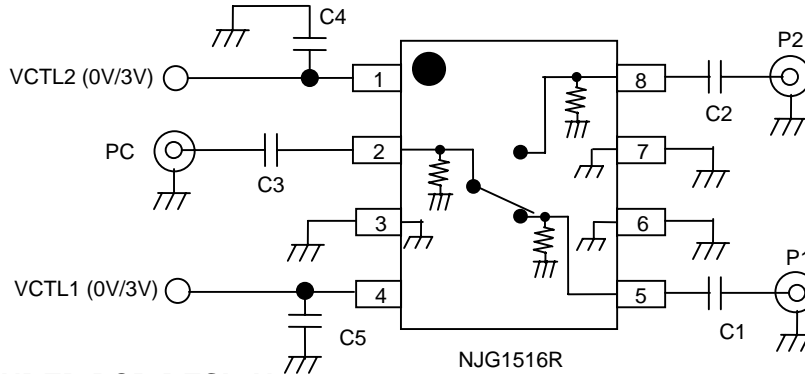 C4
P2
VCTL2 (0V/3V)
1
8
C2
PC
2
7
C3
3
6
P1
VCTL1 (0V/3V)
4
5
C1
C5
NJG1516R